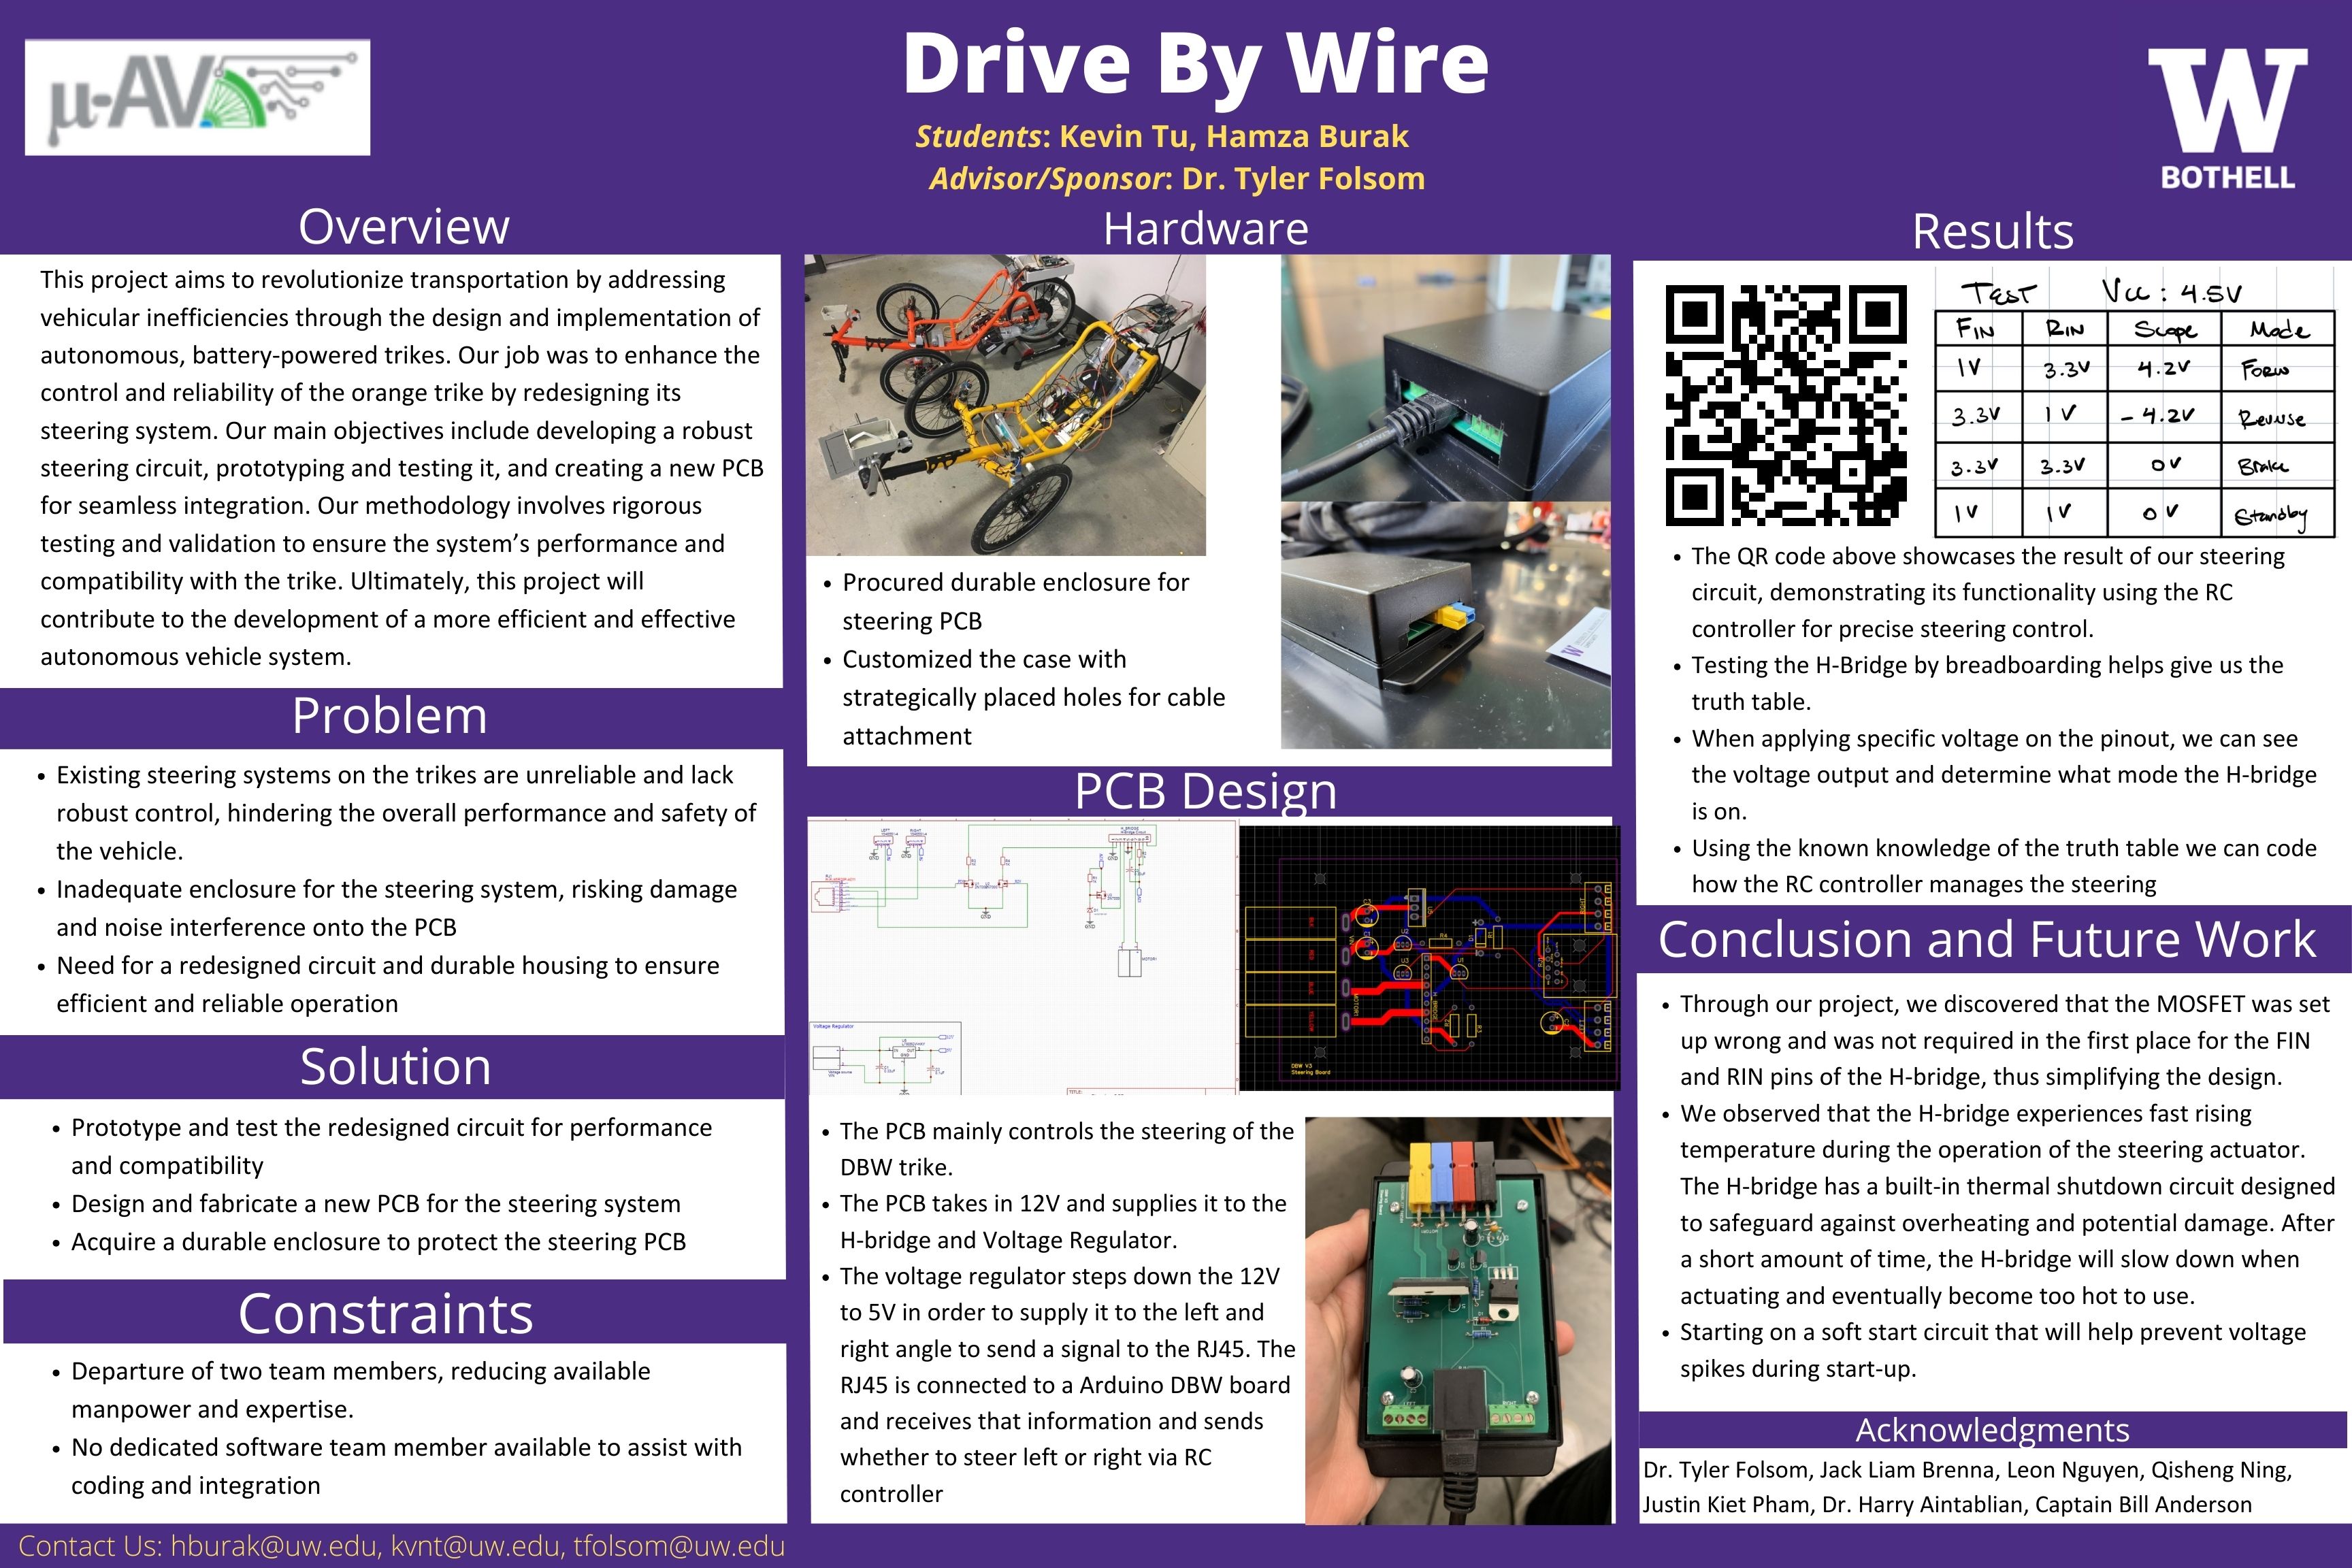 μ-AV
Drive By Wire
Students: Kevin Tu, Hamza Burak
Advisor/Sponsor: Dr. Tyler Folsom
W
BOTHELL
Overview
This project aims to revolutionize transportation by addressing
vehicular inefficiencies through the design and implementation of
autonomous, battery-powered trikes. Our job was to enhance the
control and reliability of the orange trike by redesigning its
steering system. Our main objectives include developing a robust
steering circuit, prototyping and testing it, and creating a new PCB
for seamless integration. Our methodology involves rigorous
testing and validation to ensure the system’s performance and
compatibility with the trike. Ultimately, this project will
contribute to the development of a more efficient and effective
autonomous vehicle system.
Problem
• Existing steering systems on the trikes are unreliable and lack
robust control, hindering the overall performance and safety of
the vehicle.
• Inadequate enclosure for the steering system, risking damage
and noise interference onto the PCB
• Need for a redesigned circuit and durable housing to ensure
efficient and reliable operation
Solution
• Prototype and test the redesigned circuit for performance
and compatibility
• Design and fabricate a new PCB for the steering system
• Acquire a durable enclosure to protect the steering PCB
Constraints
• Departure of two team members, reducing available
manpower and expertise.
• No dedicated software team member available to assist with
coding and integration
Contact Us: hburak@uw.edu, kvnt@uw.edu, tfolsom@uw.edu
Hardware
• Procured durable enclosure for
steering PCB
• Customized the case with
strategically placed holes for cable
attachment
PCB Design
LEFT
RIGHT
H_BRIDGE
GND
MOTOR1
Voltage Regulator
Voltage source
TITLE:
RIGHT
MOTOR1
H_BRIDGE
BLUE
YELLOW
DBW V3
Steering Board
• The PCB mainly controls the steering of the
DBW trike.
• The PCB takes in 12V and supplies it to the
H-bridge and Voltage Regulator.
• The voltage regulator steps down the 12V
to 5V in order to supply it to the left and
right angle to send a signal to the RJ45. The
RJ45 is connected to a Arduino DBW board
and receives that information and sends
whether to steer left or right via RC
controller
Results
TEST Vcc : 4.5V
FIN RIN Scope Mode
1V 3.3V 4.2V Forw
3.3V 1V -4.2V Reverse
3.3V 3.3V 0V Brake
1V 1V 0V Standby
• The QR code above showcases the result of our steering
circuit, demonstrating its functionality using the RC
controller for precise steering control.
• Testing the H-Bridge by breadboarding helps give us the
truth table.
• When applying specific voltage on the pinout, we can see
the voltage output and determine what mode the H-bridge
is on.
• Using the known knowledge of the truth table we can code
how the RC controller manages the steering
Conclusion and Future Work
• Through our project, we discovered that the MOSFET was set
up wrong and was not required in the first place for the FIN
and RIN pins of the H-bridge, thus simplifying the design.
• We observed that the H-bridge experiences fast rising
temperature during the operation of the steering actuator.
The H-bridge has a built-in thermal shutdown circuit designed
to safeguard against overheating and potential damage. After
a short amount of time, the H-bridge will slow down when
actuating and eventually become too hot to use.
• Starting on a soft start circuit that will help prevent voltage
spikes during start-up.
Acknowledgments
Dr. Tyler Folsom, Jack Liam Brenna, Leon Nguyen, Qisheng Ning,
Justin Kiet Pham, Dr. Harry Aintablian, Captain Bill Anderson